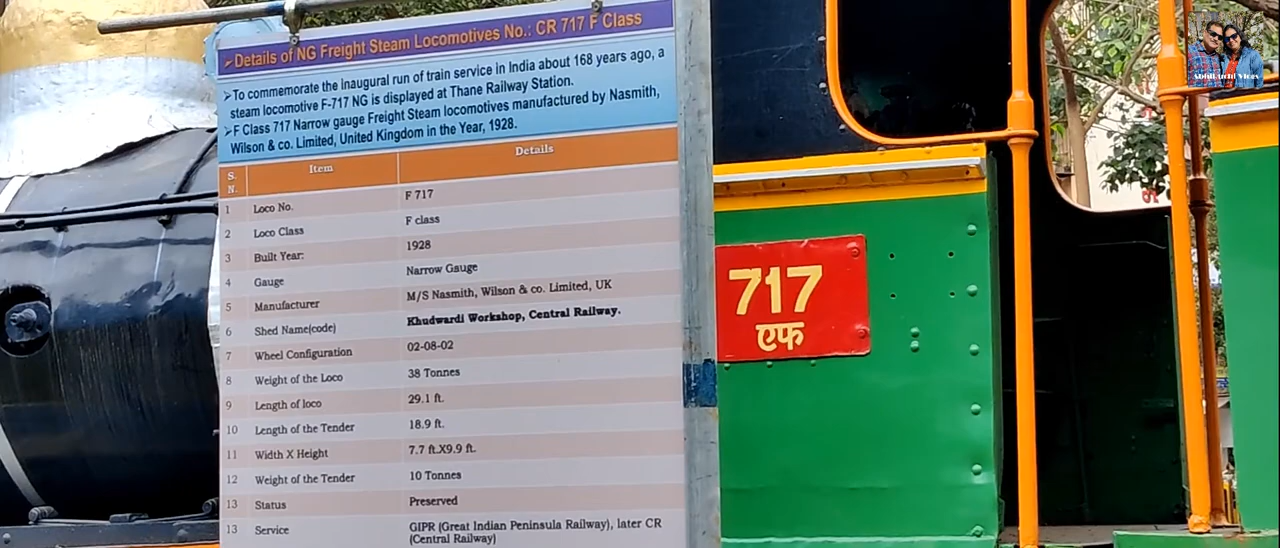 ➢Details of NG Freight Steam Locomotives No.: CR 717 F Class
➢To commemorate the inaugural run of train service in India about 168 years ago, a
steam locomotive F-717 NG is displayed at Thane Railway Station.
➢F Class 717 Narrow gauge Freight Steam locomotives manufactured by Nasmith,
Wilson & co. Limited, United Kingdom in the Year, 1928.
S. N. Item Details
1 Loco No. F 717
2 Loco Class F class
3 Built Year: 1928
4 Gauge Narrow Gauge
5 Manufacturer M/S Nasmith, Wilson & co. Limited, UK
6 Shed Name(code) Khudwardi Workshop, Central Railway.
7 Wheel Configuration 02-08-02
8 Weight of the Loco 38 Tonnes
9 Length of loco 29.1 ft.
10 Length of the Tender 18.9 ft.
11 Width X Height 7.7 ft.X9.9 ft.
12 Weight of the Tender 10 Tonnes
13 Status Preserved
13 Service GIPR (Great Indian Peninsula Railway), later CR
(Central Railway)
717
एफ